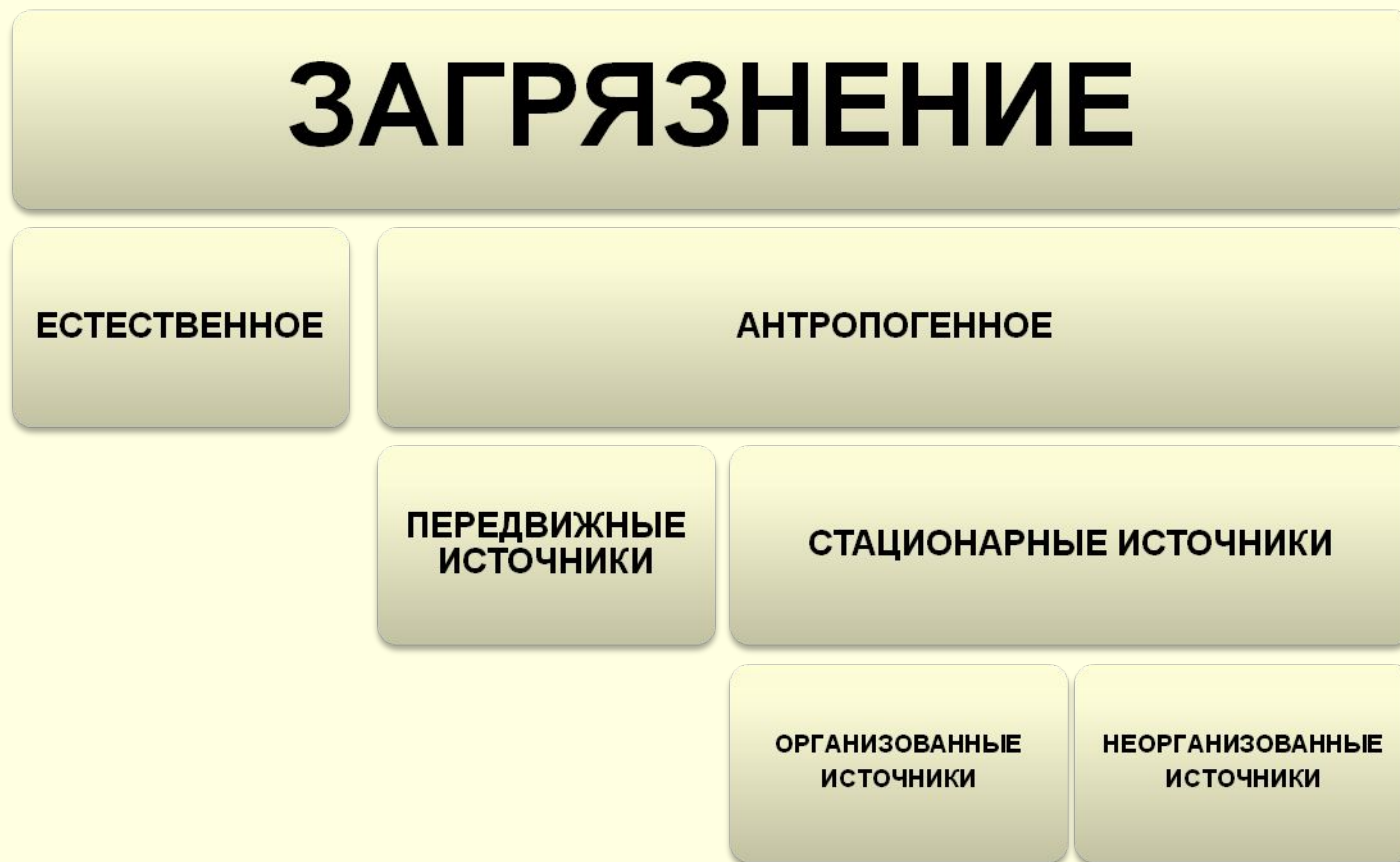 ЗАГРЯЗНЕНИЕ
ЕСТЕСТВЕННОЕ
АНТРОПОГЕННОЕ
ПЕРЕДВИЖНЫЕ
ИСТОЧНИКИ
СТАЦИОНАРНЫЕ ИСТОЧНИКИ
ОРГАНИЗОВАННЫЕ
ИСТОЧНИКИ
НЕОРГАНИЗОВАННЫЕ
ИСТОЧНИКИ